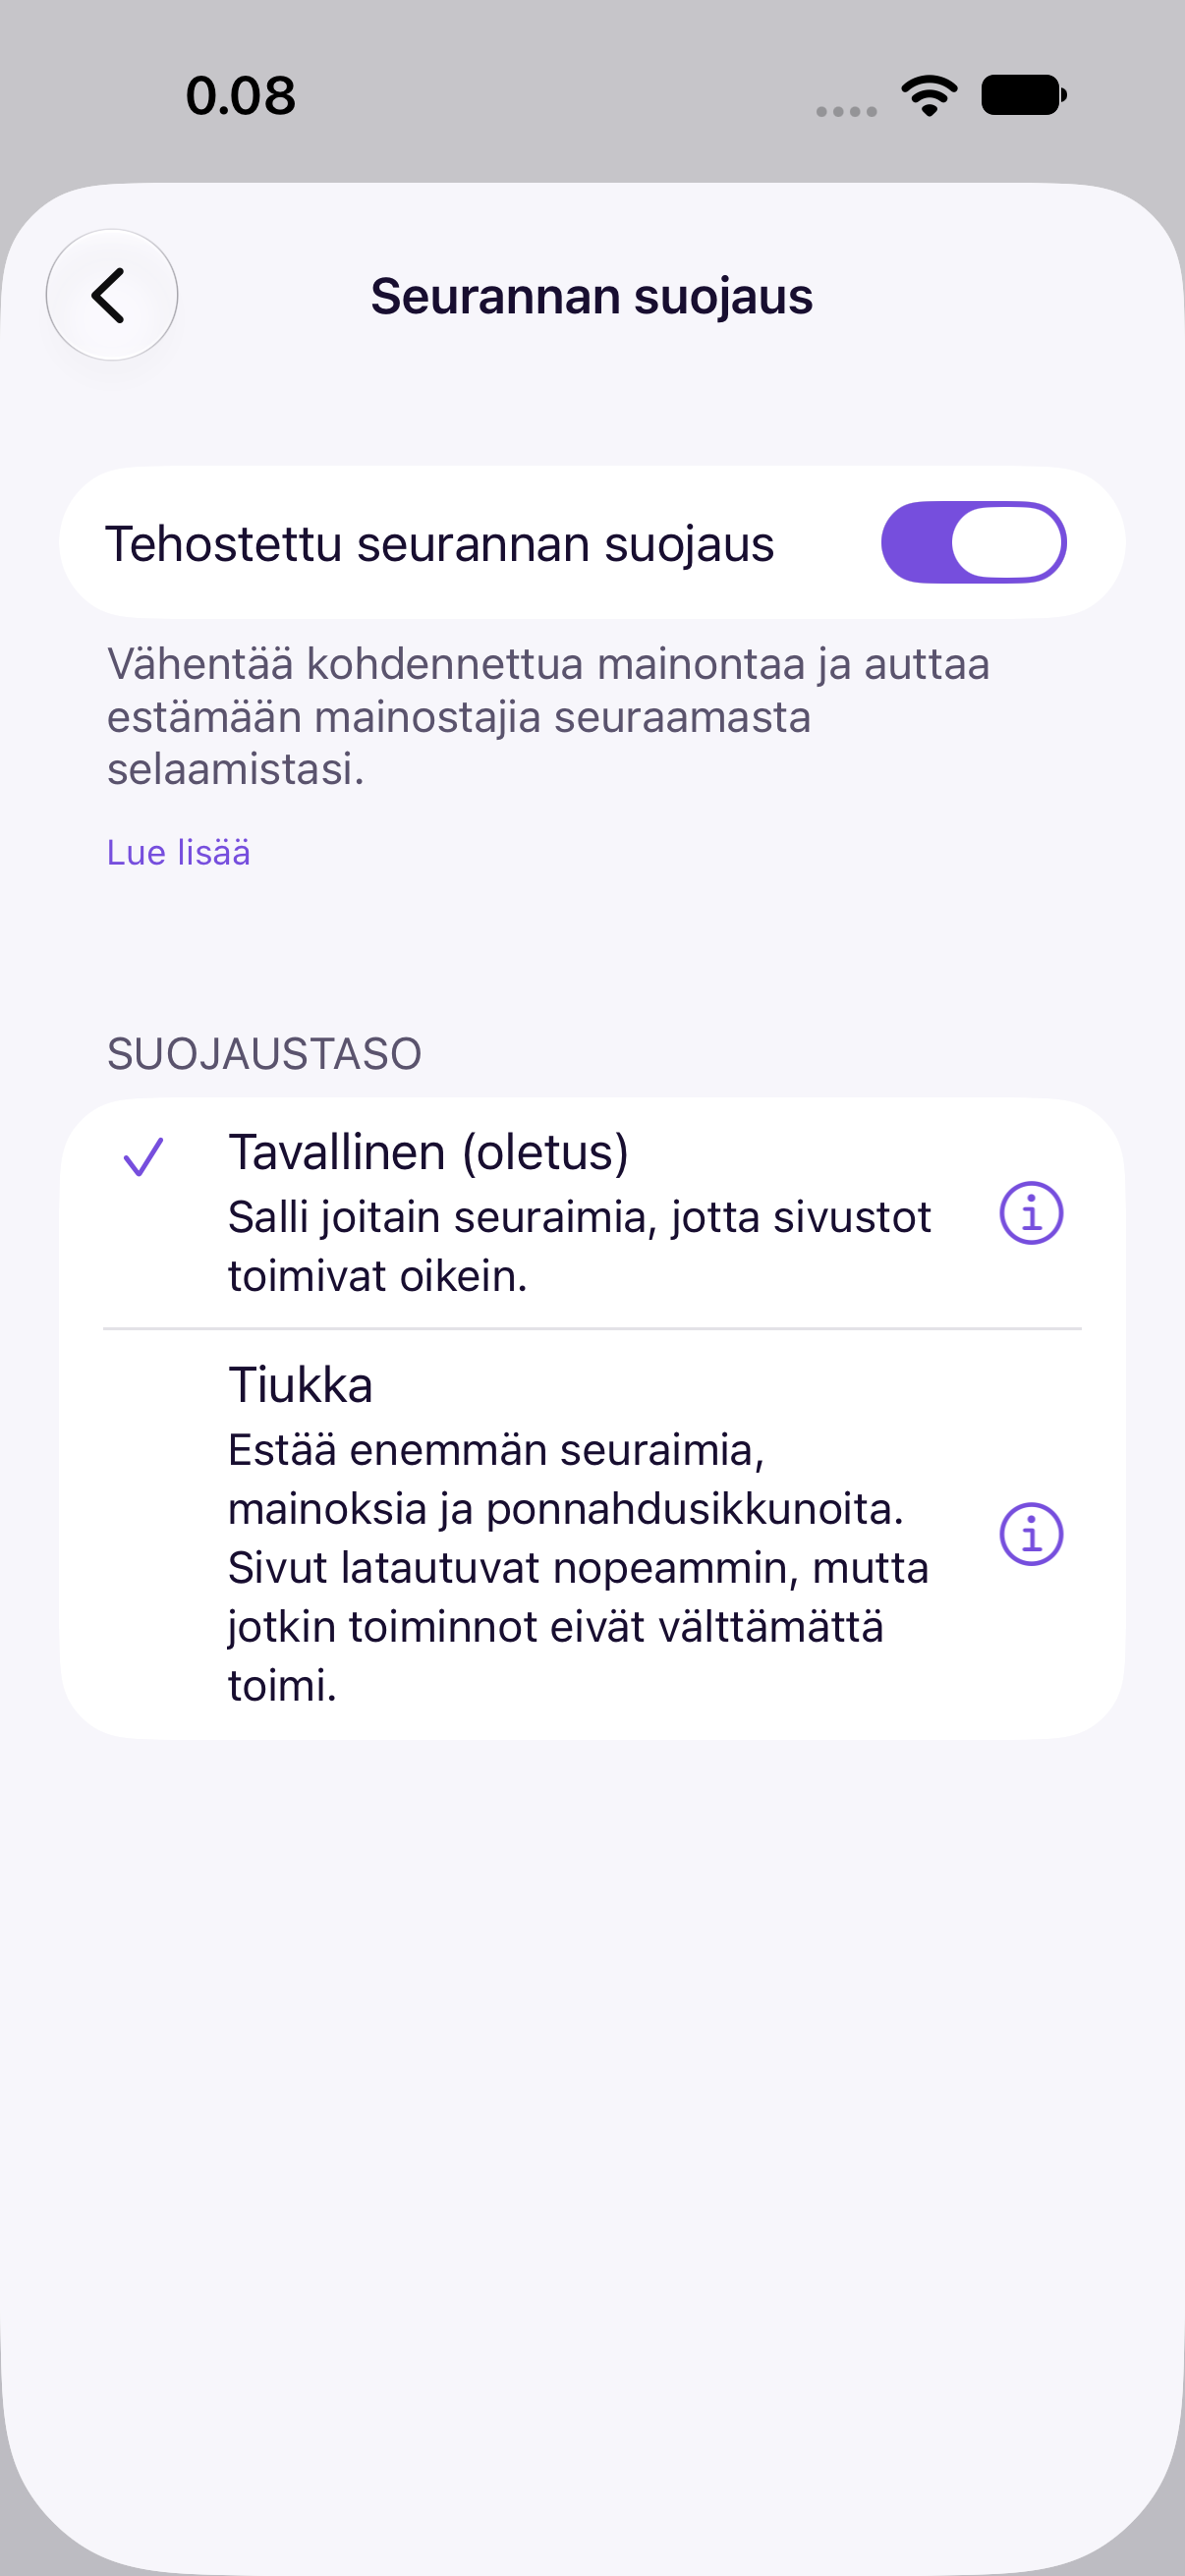 0.08
Seurannan suojaus
Tehostettu seurannan suojaus
Vähentää kohdennettua mainontaa ja auttaa
estämään mainostajia seuraamasta
selaamistasi.
Lue lisää
SUOJAUSTASO
Tavallinen (oletus)
Salli joitain seuraimia, jotta sivustot
toimivat oikein.
Tiukka
Estää enemmän seuraimia,
mainoksia ja ponnahdusikkunoita.
Sivut latautuvat nopeammin, mutta
jotkin toiminnot eivät välttämättä
toimi.